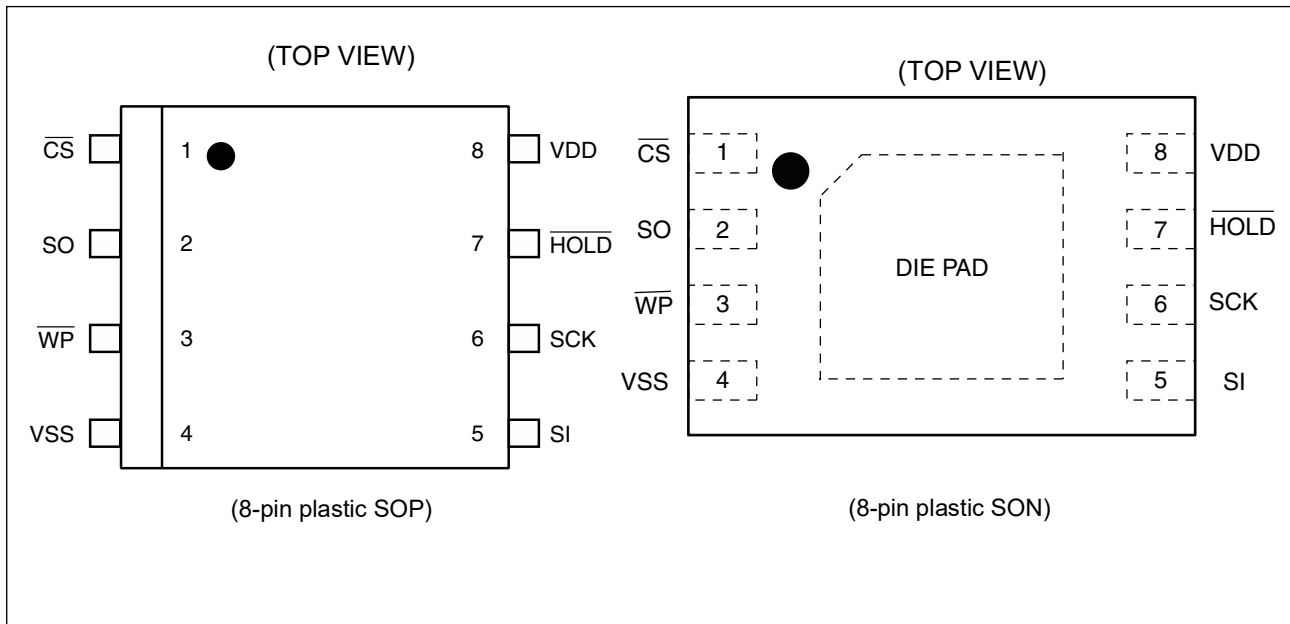 (TOP VIEW)
CS 1 8 VDD
SO 2 7 HOLD
WP 3 6 SCK
VSS 4 5 SI
(8-pin plastic SOP)
(TOP VIEW)
CS 1 8 VDD
SO 2 7 HOLD
DIE PAD
WP 3 6 SCK
VSS 4 5 SI
(8-pin plastic SON)